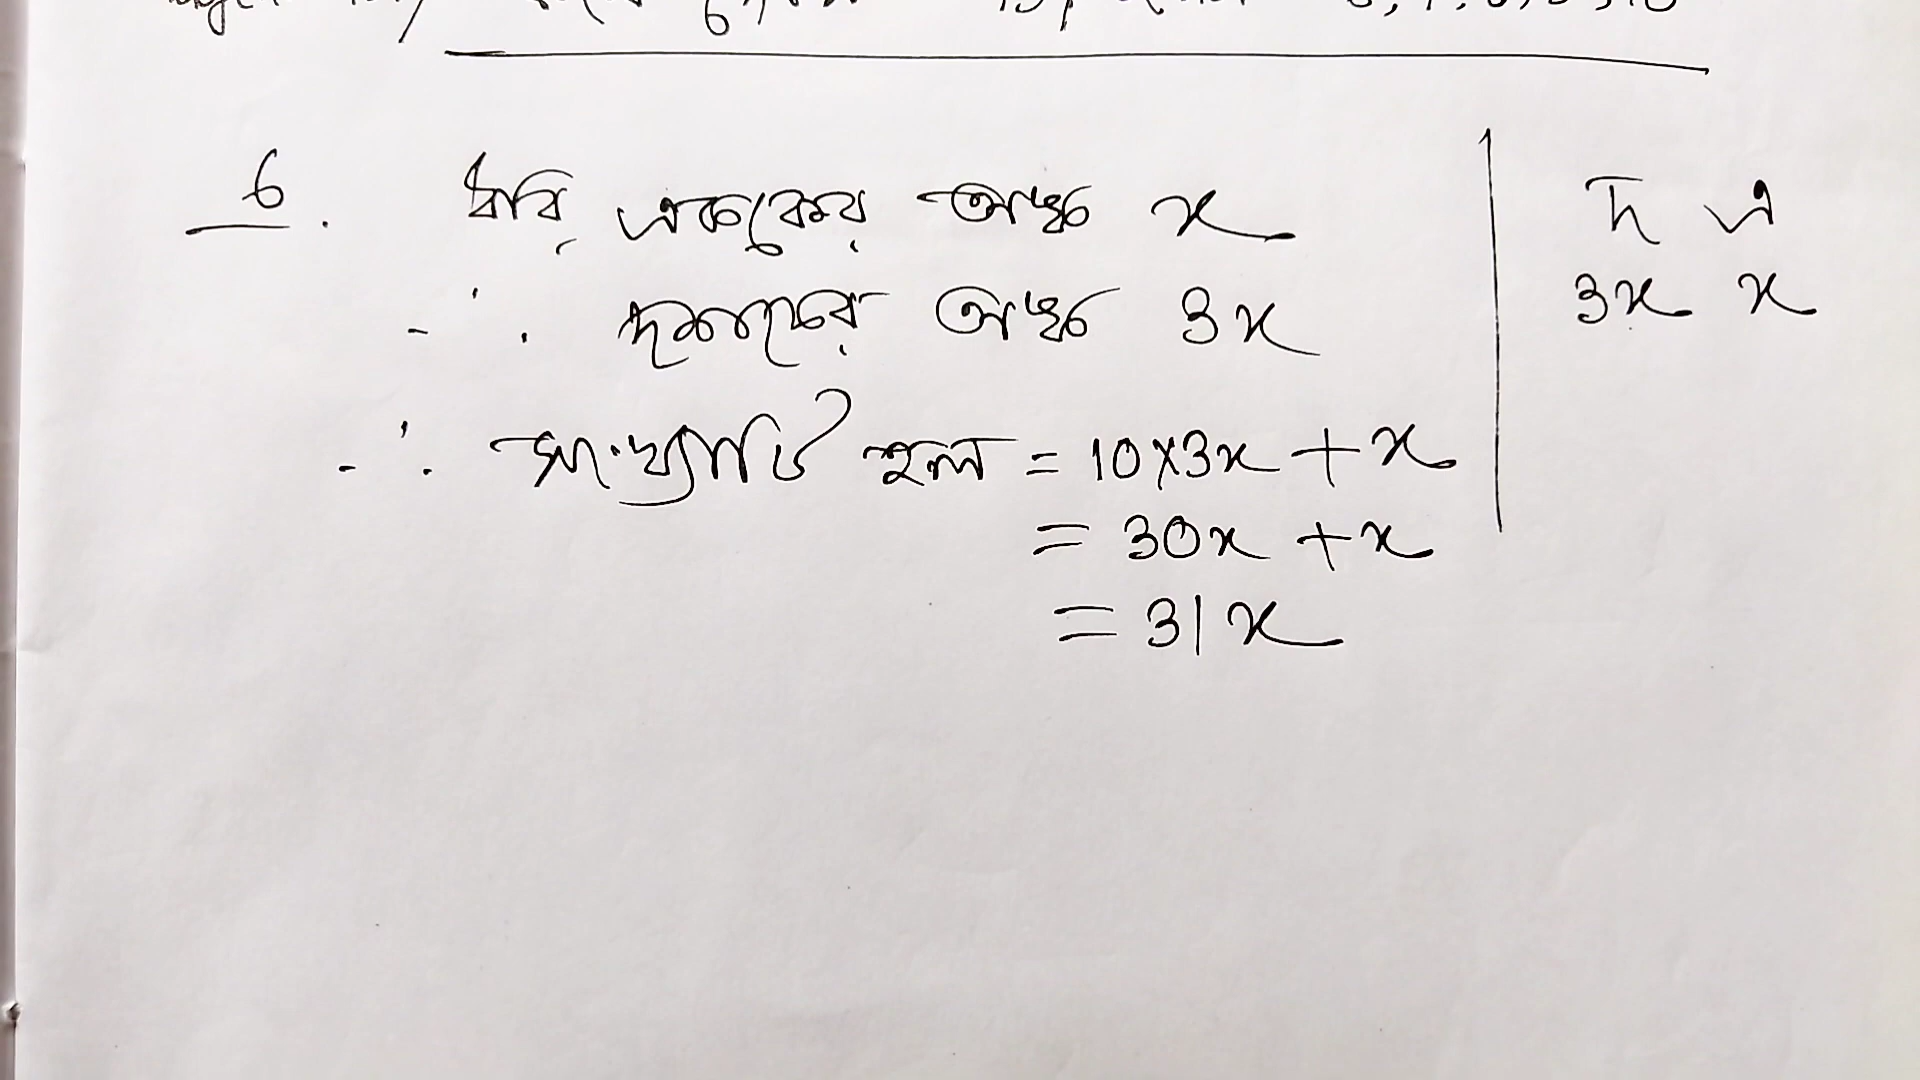 6. ধরি, এককের অঙ্ক x
∴ দশকের অঙ্ক 3x
∴ সংখ্যাটি হল = 10×3x + x
= 30x + x
= 31x
দ এ
3x x